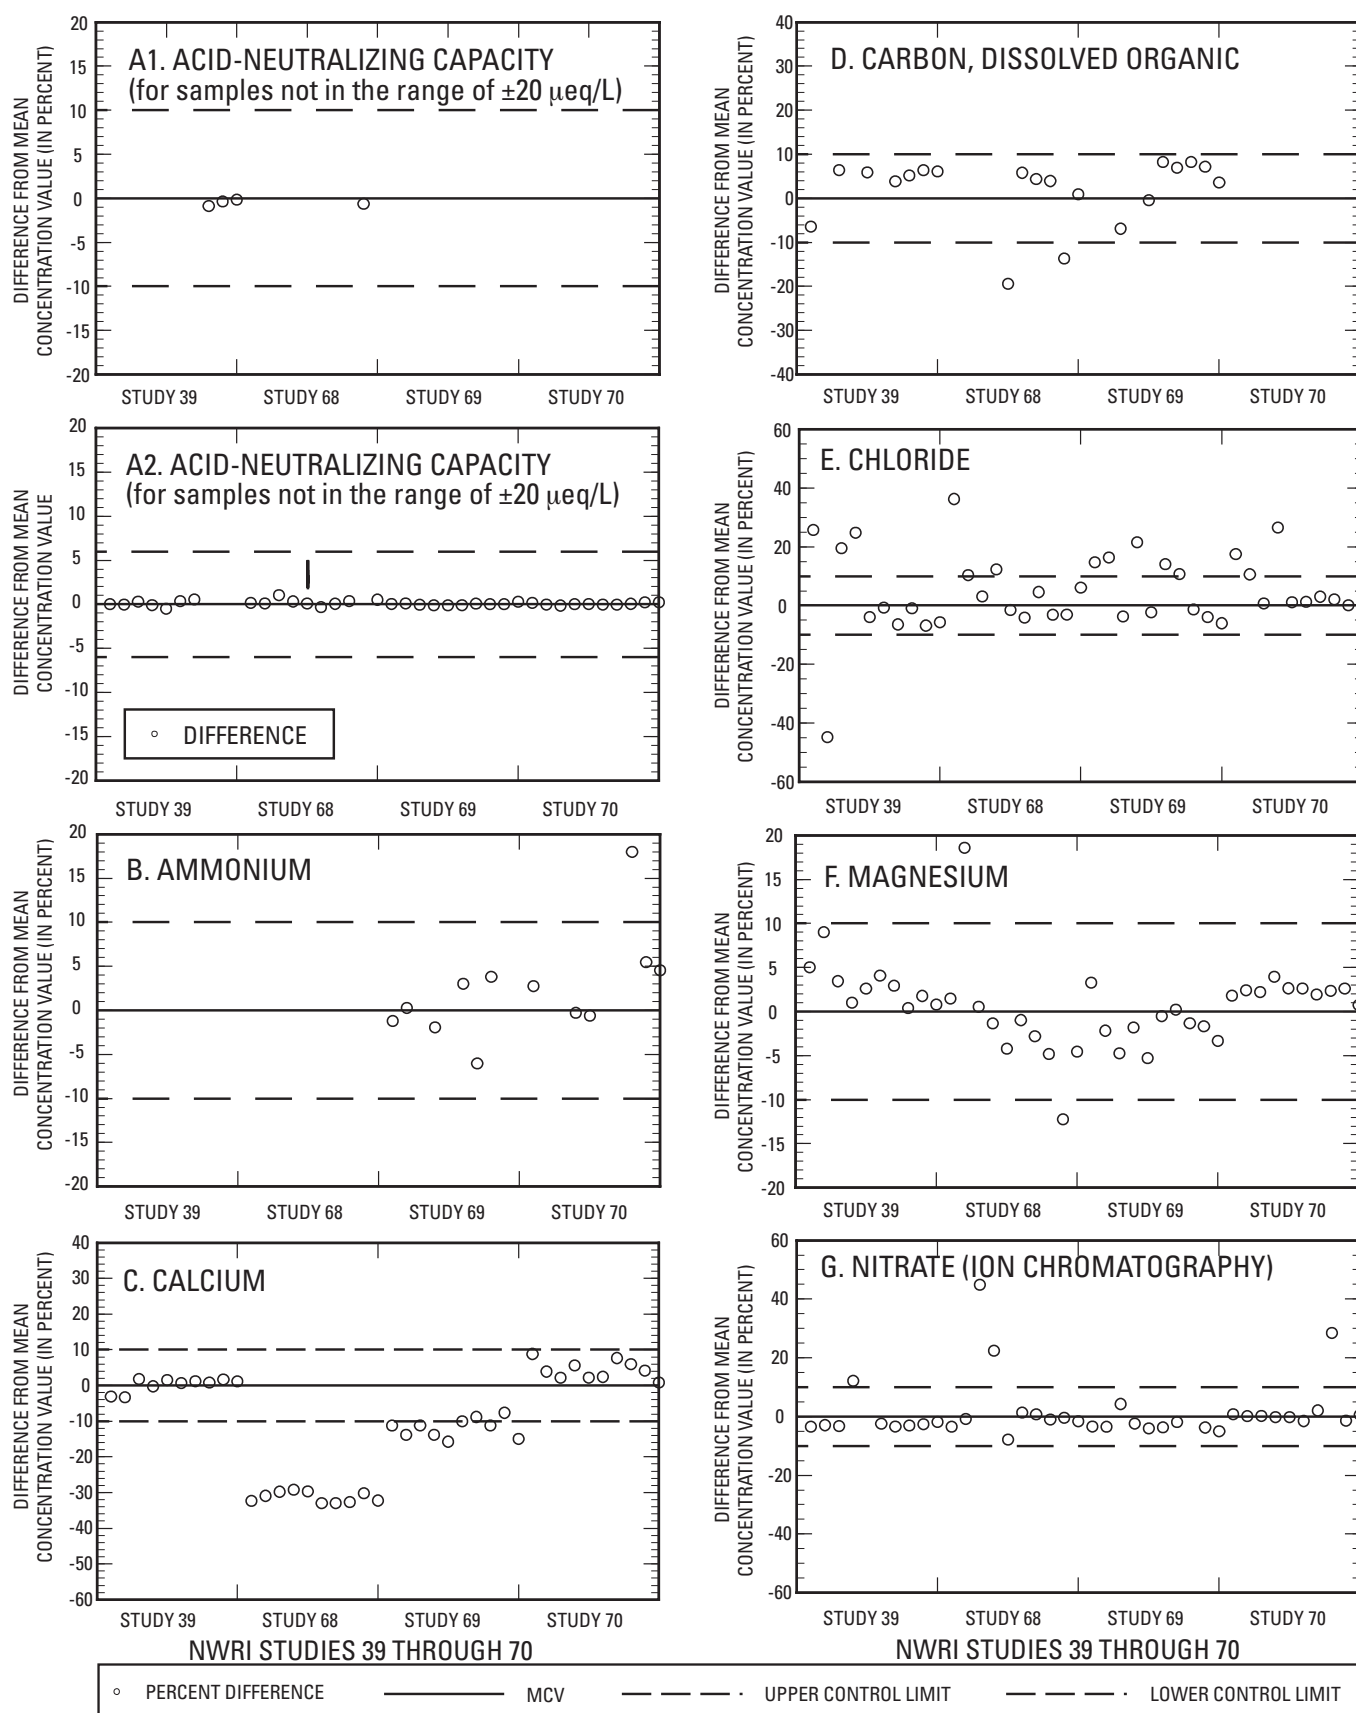 A1. ACID-NEUTRALIZING CAPACITY
(for samples not in the range of ±20 µeq/L)
DIFFERENCE FROM MEAN
CONCENTRATION VALUE (IN PERCENT)
20
15
10
5
0
-5
-10
-15
-20
STUDY 39 STUDY 68 STUDY 69 STUDY 70
A2. ACID-NEUTRALIZING CAPACITY
(for samples not in the range of ±20 µeq/L)
DIFFERENCE FROM MEAN
CONCENTRATION VALUE
20
15
10
5
0
-5
-10
-15
-20
DIFFERENCE
STUDY 39 STUDY 68 STUDY 69 STUDY 70
B. AMMONIUM
DIFFERENCE FROM MEAN
CONCENTRATION VALUE (IN PERCENT)
20
15
10
5
0
-5
-10
-15
-20
STUDY 39 STUDY 68 STUDY 69 STUDY 70
C. CALCIUM
DIFFERENCE FROM MEAN
CONCENTRATION VALUE (IN PERCENT)
40
30
20
10
0
-10
-20
-30
-40
-50
-60
STUDY 39 STUDY 68 STUDY 69 STUDY 70
NWRI STUDIES 39 THROUGH 70
D. CARBON, DISSOLVED ORGANIC
DIFFERENCE FROM MEAN
CONCENTRATION VALUE (IN PERCENT)
40
30
20
10
0
-10
-20
-30
-40
STUDY 39 STUDY 68 STUDY 69 STUDY 70
E. CHLORIDE
DIFFERENCE FROM MEAN
CONCENTRATION VALUE (IN PERCENT)
60
40
20
0
-20
-40
-60
STUDY 39 STUDY 68 STUDY 69 STUDY 70
F. MAGNESIUM
DIFFERENCE FROM MEAN
CONCENTRATION VALUE (IN PERCENT)
20
15
10
5
0
-5
-10
-15
-20
STUDY 39 STUDY 68 STUDY 69 STUDY 70
G. NITRATE (ION CHROMATOGRAPHY)
DIFFERENCE FROM MEAN
CONCENTRATION VALUE (IN PERCENT)
60
40
20
0
-20
-40
-60
STUDY 39 STUDY 68 STUDY 69 STUDY 70
NWRI STUDIES 39 THROUGH 70
PERCENT DIFFERENCE MCV UPPER CONTROL LIMIT LOWER CONTROL LIMIT